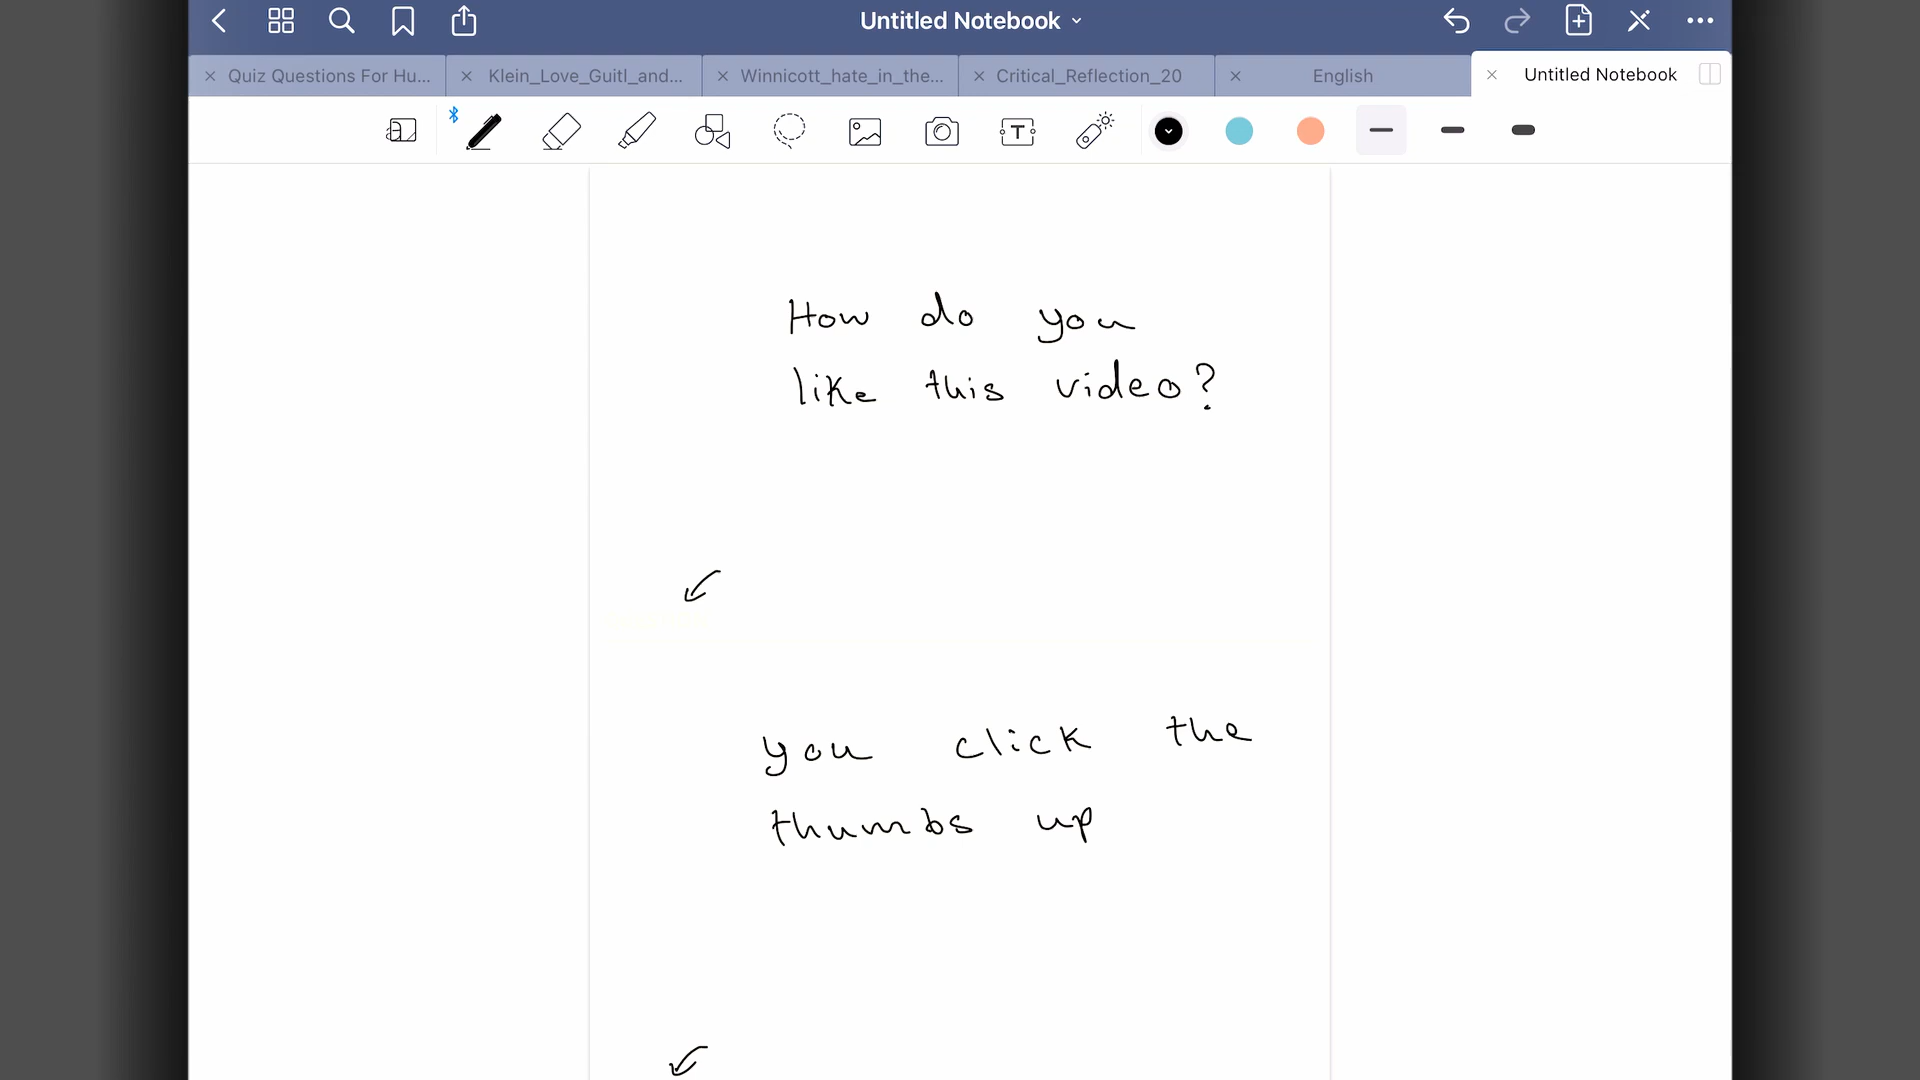 Untitled Notebook
Quiz Questions For Hu...
Klein_Love_Guitl_and...
Winnicott_hate_in_the...
Critical_Reflection_20
English
Untitled Notebook
How do you
like this video?
you click the
thumbs up